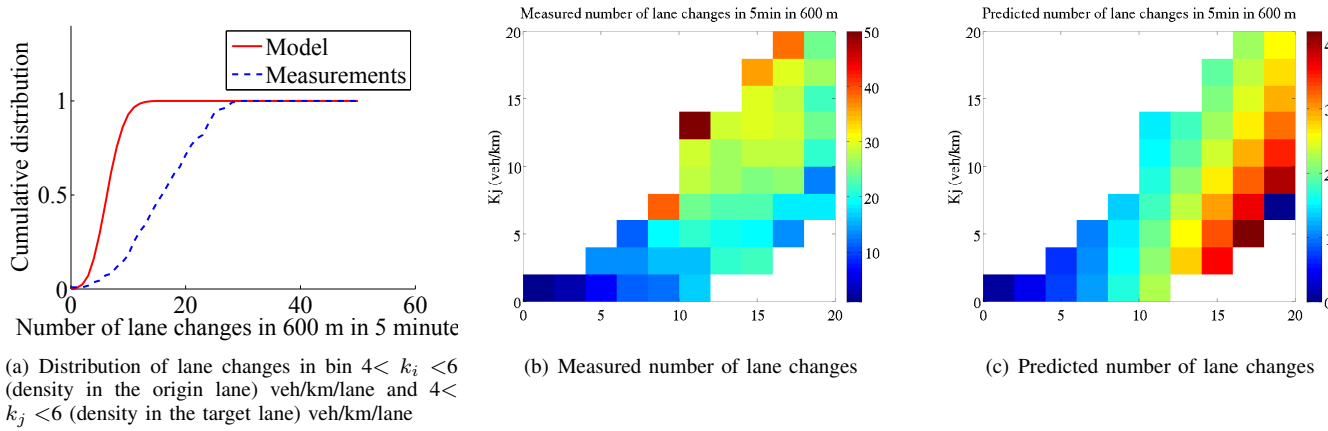 Model
Measurements
Cumulative distribution
1
0.5
0
0
20
40
60
Number of lane changes in 600 m in 5 minute
(a) Distribution of lane changes in bin 4< k_i <6
(density in the origin lane) veh/km/lane and 4<
k_j <6 (density in the target lane) veh/km/lane
Measured number of lane changes in 5min in 600 m
Kj (veh/km)
20
15
10
5
0
0
5
10
15
20
50
40
30
20
10
(b) Measured number of lane changes
Predicted number of lane changes in 5min in 600 m
Kj (veh/km)
20
15
10
5
0
0
5
10
15
20
(c) Predicted number of lane changes